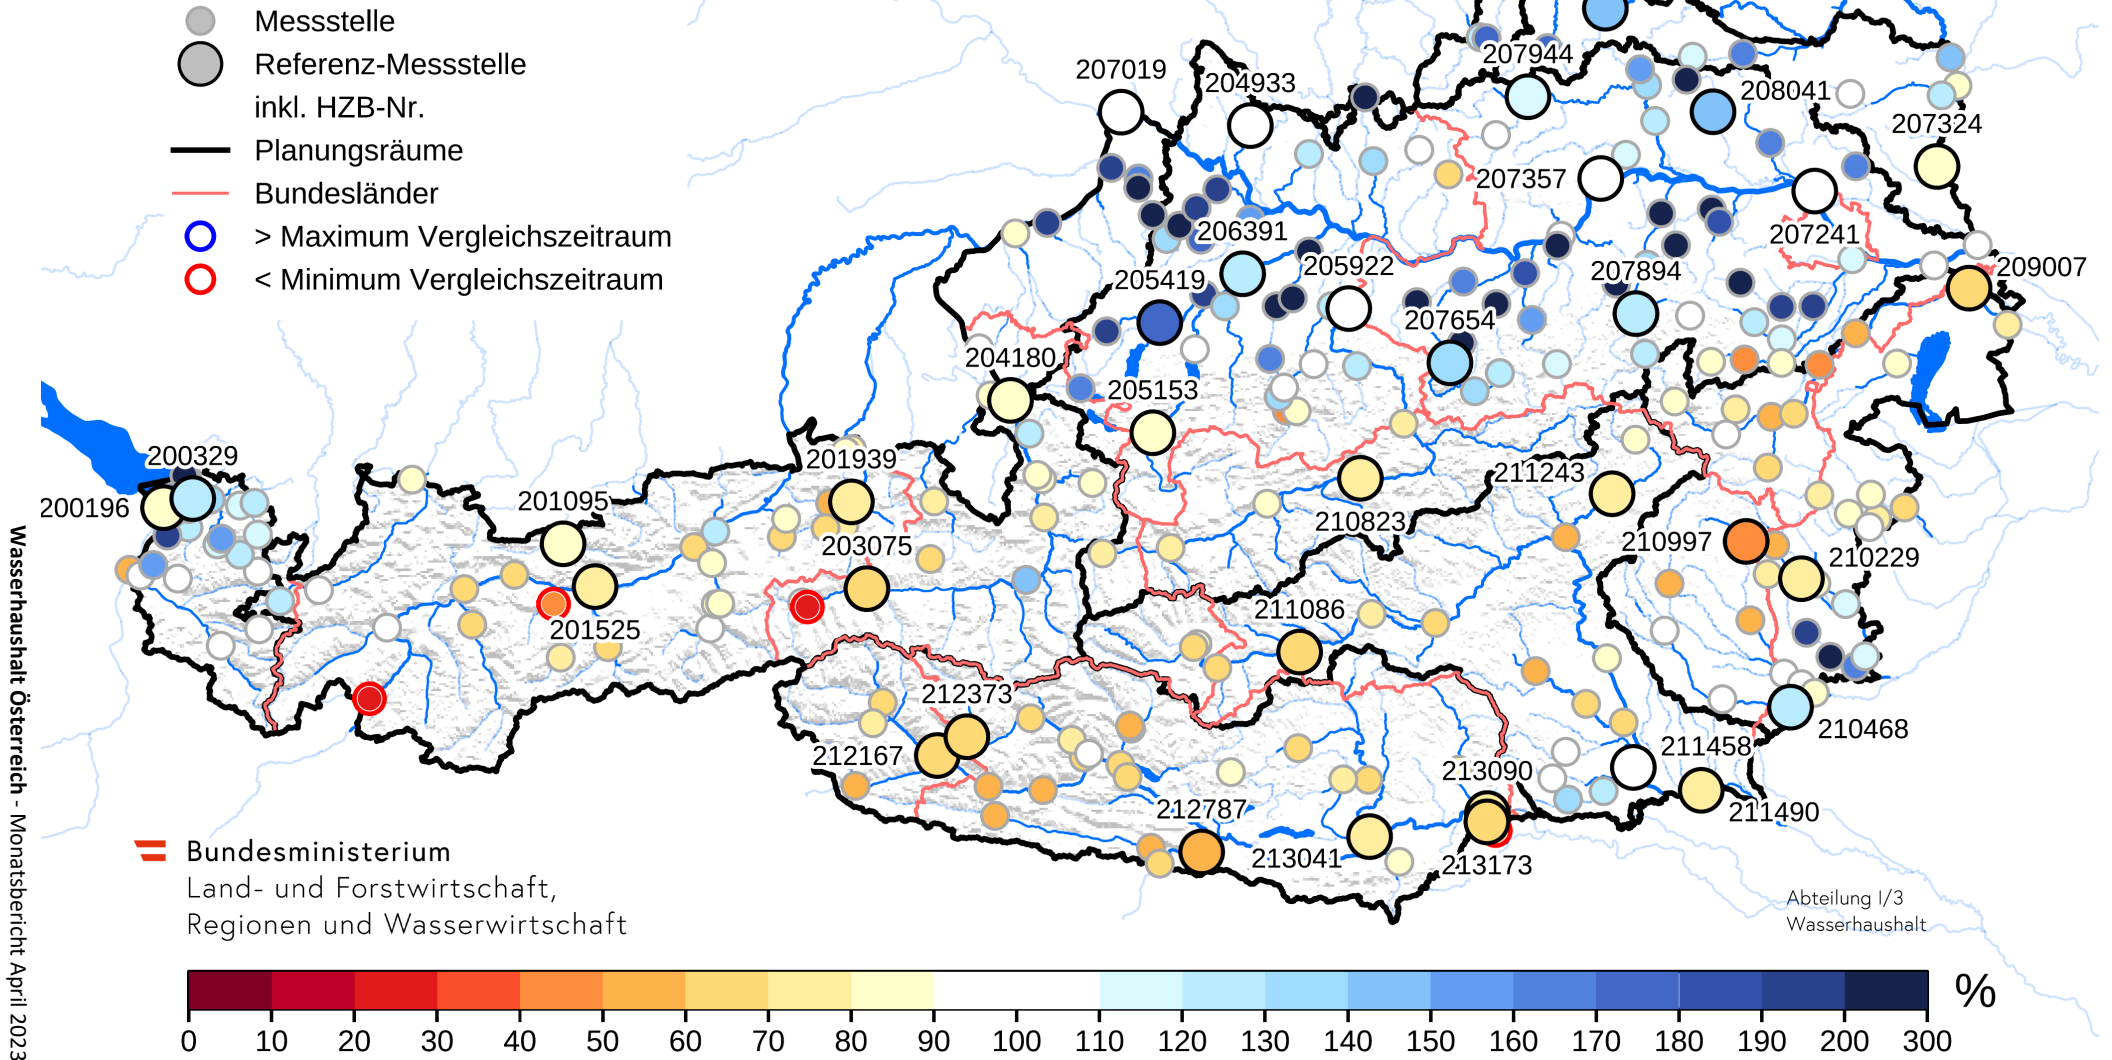 Messstelle
Referenz-Messstelle
inkl. HZB-Nr.
Planungsräume
Bundesländer
> Maximum Vergleichszeitraum
< Minimum Vergleichszeitraum
207944
207019
204933
208041
207324
207357
206391
207241
205922
205419
207894
209007
207654
204180
205153
200329
201939
211243
200196
201095
210823
203075
210997
210229
211086
201525
212373
212167
211458
210468
213090
212787
211490
213041
213173
Wasserhaushalt Österreich - Monatsbericht April 2023
Bundesministerium
Land- und Forstwirtschaft,
Regionen und Wasserwirtschaft
Abteilung I/3
Wasserhaushalt
%
0 10 20 30 40 50 60 70 80 90 100 110 120 130 140 150 160 170 180 190 200 300